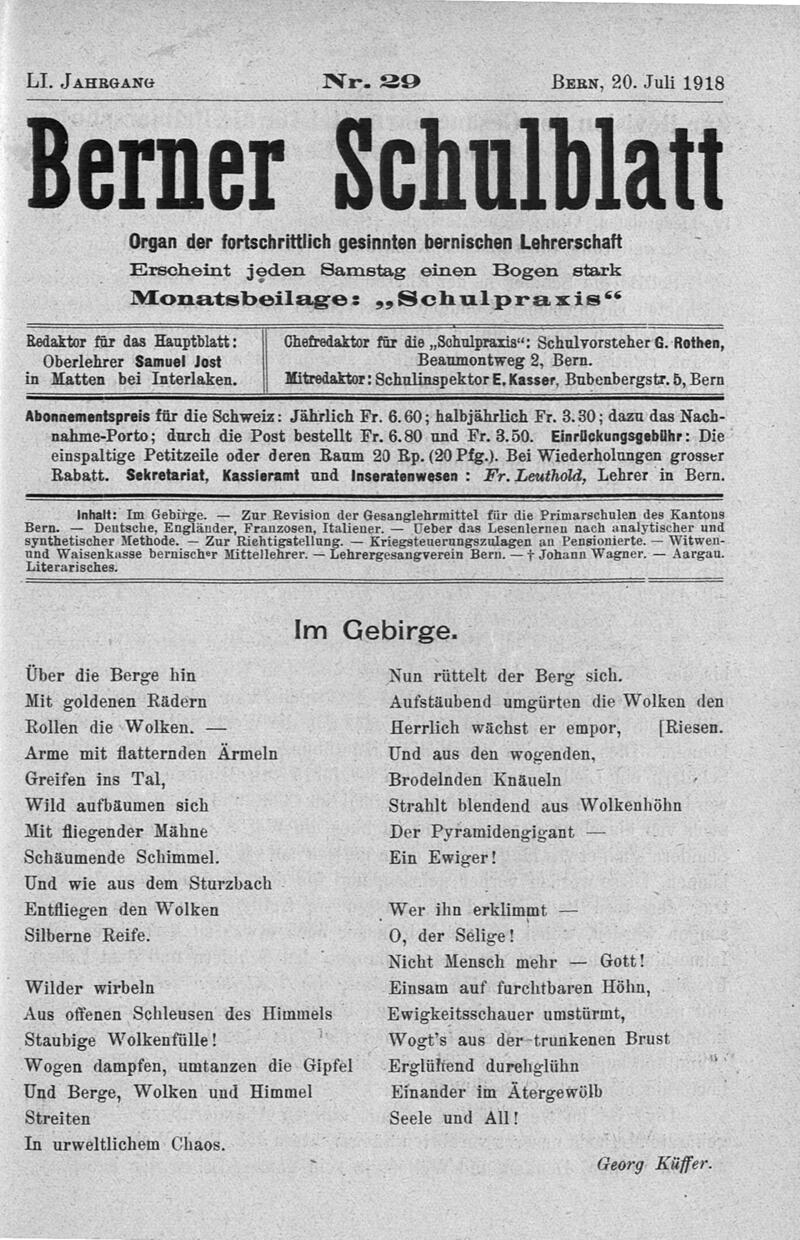 LI. JAHRGANG Nr. 29 BERN, 20. Juli 1918
Berner Schulblatt
Organ der fortschrittlich gesinnten bernischen Lehrerschaft
Erscheint jeden Samstag einen Bogen stark
Monatsbeilage: „Schulpraxis“
Redaktor für das Hauptblatt:
Oberlehrer Samuel Jost
in Matten bei Interlaken.
Chefredaktor für die „Schulpraxis“: Schulvorsteher G. Rothen,
Beaumontweg 2, Bern.
Mitredaktor: Schulinspektor E. Kasser, Bubenbergstr. 5, Bern
Abonnementspreis für die Schweiz: Jährlich Fr. 6.60; halbjährlich Fr. 3.30; dazu das Nach-
nahme-Porto; durch die Post bestellt Fr. 6.80 und Fr. 3.50. Einrückungsgebühr: Die
einspaltige Petitzeile oder deren Raum 20 Rp. (20 Pfg.). Bei Wiederholungen grosser
Rabatt. Sekretariat, Kassieramt und Inseratenwesen : Fr. Leuthold, Lehrer in Bern.
Inhalt: Im Gebirge. — Zur Revision der Gesanglehrmittel für die Primarschulen des Kantons
Bern. — Deutsche, Engländer, Franzosen, Italiener. — Ueber das Lesenlernen nach analytischer und
synthetischer Methode. — Zur Richtigstellung. — Kriegsteuerungszulagen an Pensionierte. — Witwen-
und Waisenkasse bernischer Mittellehrer. — Lehrergesangverein Bern. — † Johann Wagner. — Aargau.
Literarisches.
Im Gebirge.
Über die Berge hin
Mit goldenen Rädern
Rollen die Wolken. —
Arme mit flatternden Ärmeln
Greifen ins Tal,
Wild aufbäumen sich
Mit fliegender Mähne
Schäumende Schimmel.
Und wie aus dem Sturzbach
Entfliegen den Wolken
Silberne Reife.
Wilder wirbeln
Aus offenen Schleusen des Himmels
Staubige Wolkenfülle!
Wogen dampfen, umtanzen die Gipfel
Und Berge, Wolken und Himmel
Streiten
In urweltlichem Chaos.
Nun rüttelt der Berg sich.
Aufstäubend umgürten die Wolken den
Herrlich wächst er empor, [Riesen.
Und aus den wogenden,
Brodelnden Knäueln
Strahlt blendend aus Wolkenhöhn
Der Pyramidengigant —
Ein Ewiger!
Wer ihn erklimmt —
O, der Selige!
Nicht Mensch mehr — Gott!
Einsam auf furchtbaren Höhn,
Ewigkeitsschauer umstürmt,
Wogt's aus der trunkenen Brust
Erglühend durchglühn
Einander im Ätergewölb
Seele und All!
Georg Küffer.